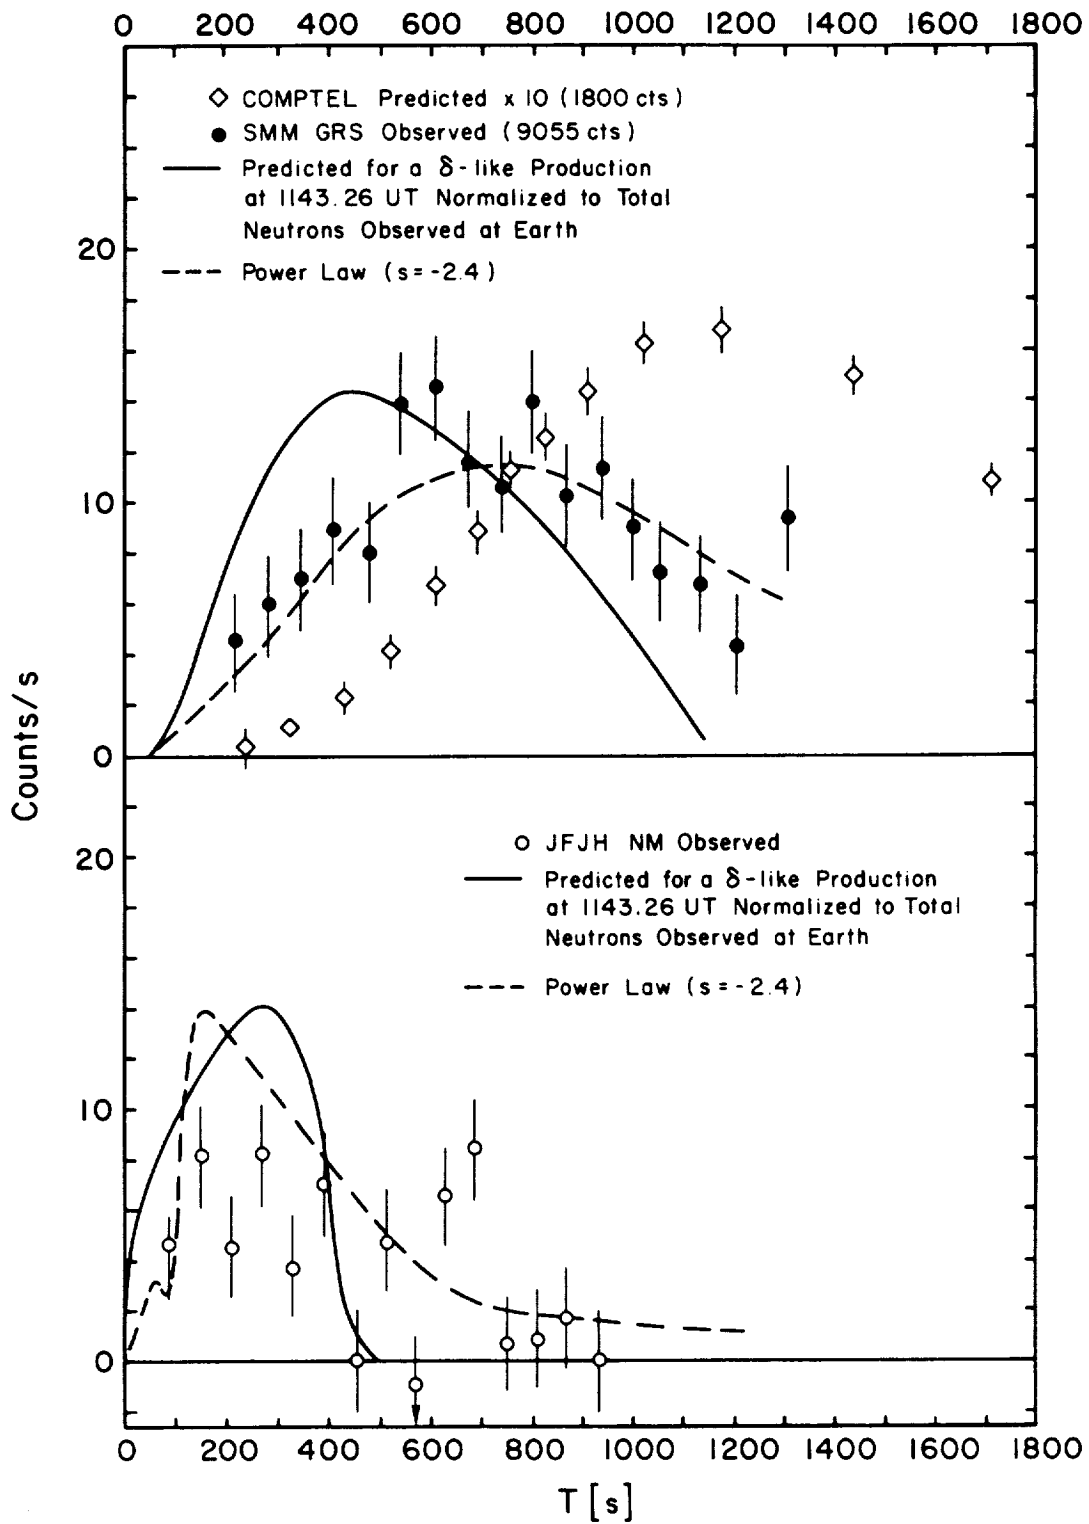 0 200 400 600 800 1000 1200 1400 1600 1800
◇ COMPTEL Predicted x 10 (1800 cts)
● SMM GRS Observed (9055 cts)
Predicted for a δ-like Production
at 1143.26 UT Normalized to Total
Neutrons Observed at Earth
Power Law (s=-2.4)
20
10
0
Counts/s
○ JFJH NM Observed
Predicted for a δ-like Production
at 1143.26 UT Normalized to Total
Neutrons Observed at Earth
Power Law (s=-2.4)
20
10
0
0 200 400 600 800 1000 1200 1400 1600 1800
T [s]